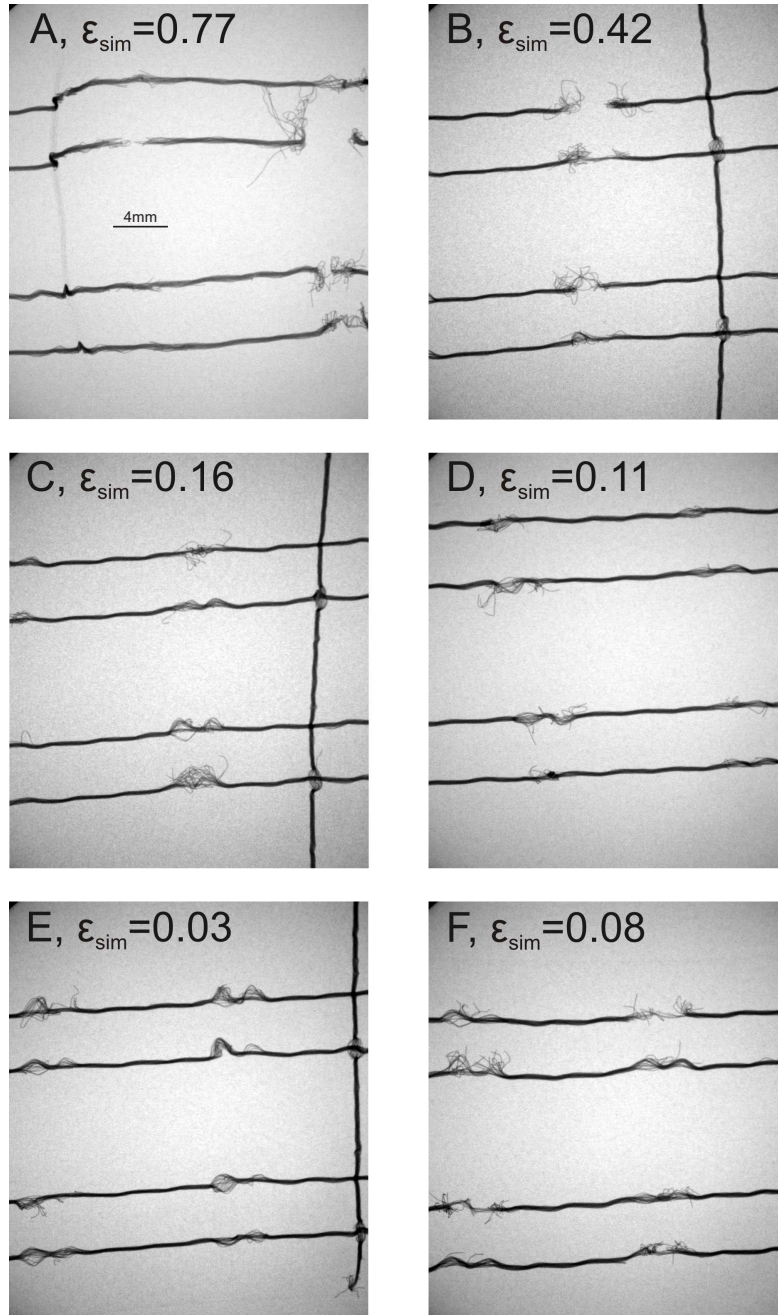 A, εsim=0.77
B, εsim=0.42
4mm
C, εsim=0.16
D, εsim=0.11
E, εsim=0.03
F, εsim=0.08